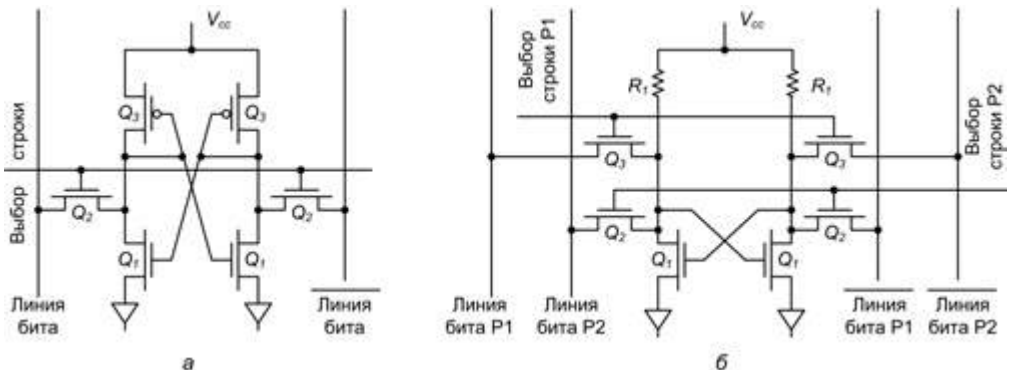 Vcc
Q3
Q3
Выбор строки
Q2
Q2
Q1
Q1
Линия
бита
Линия
бита
а
Vcc
Выбор
строки P1
R1
R1
Выбор
строки P2
Q3
Q3
Q2
Q2
Q1
Q1
Линия
бита P1
Линия
бита P2
Линия
бита P1
Линия
бита P2
б